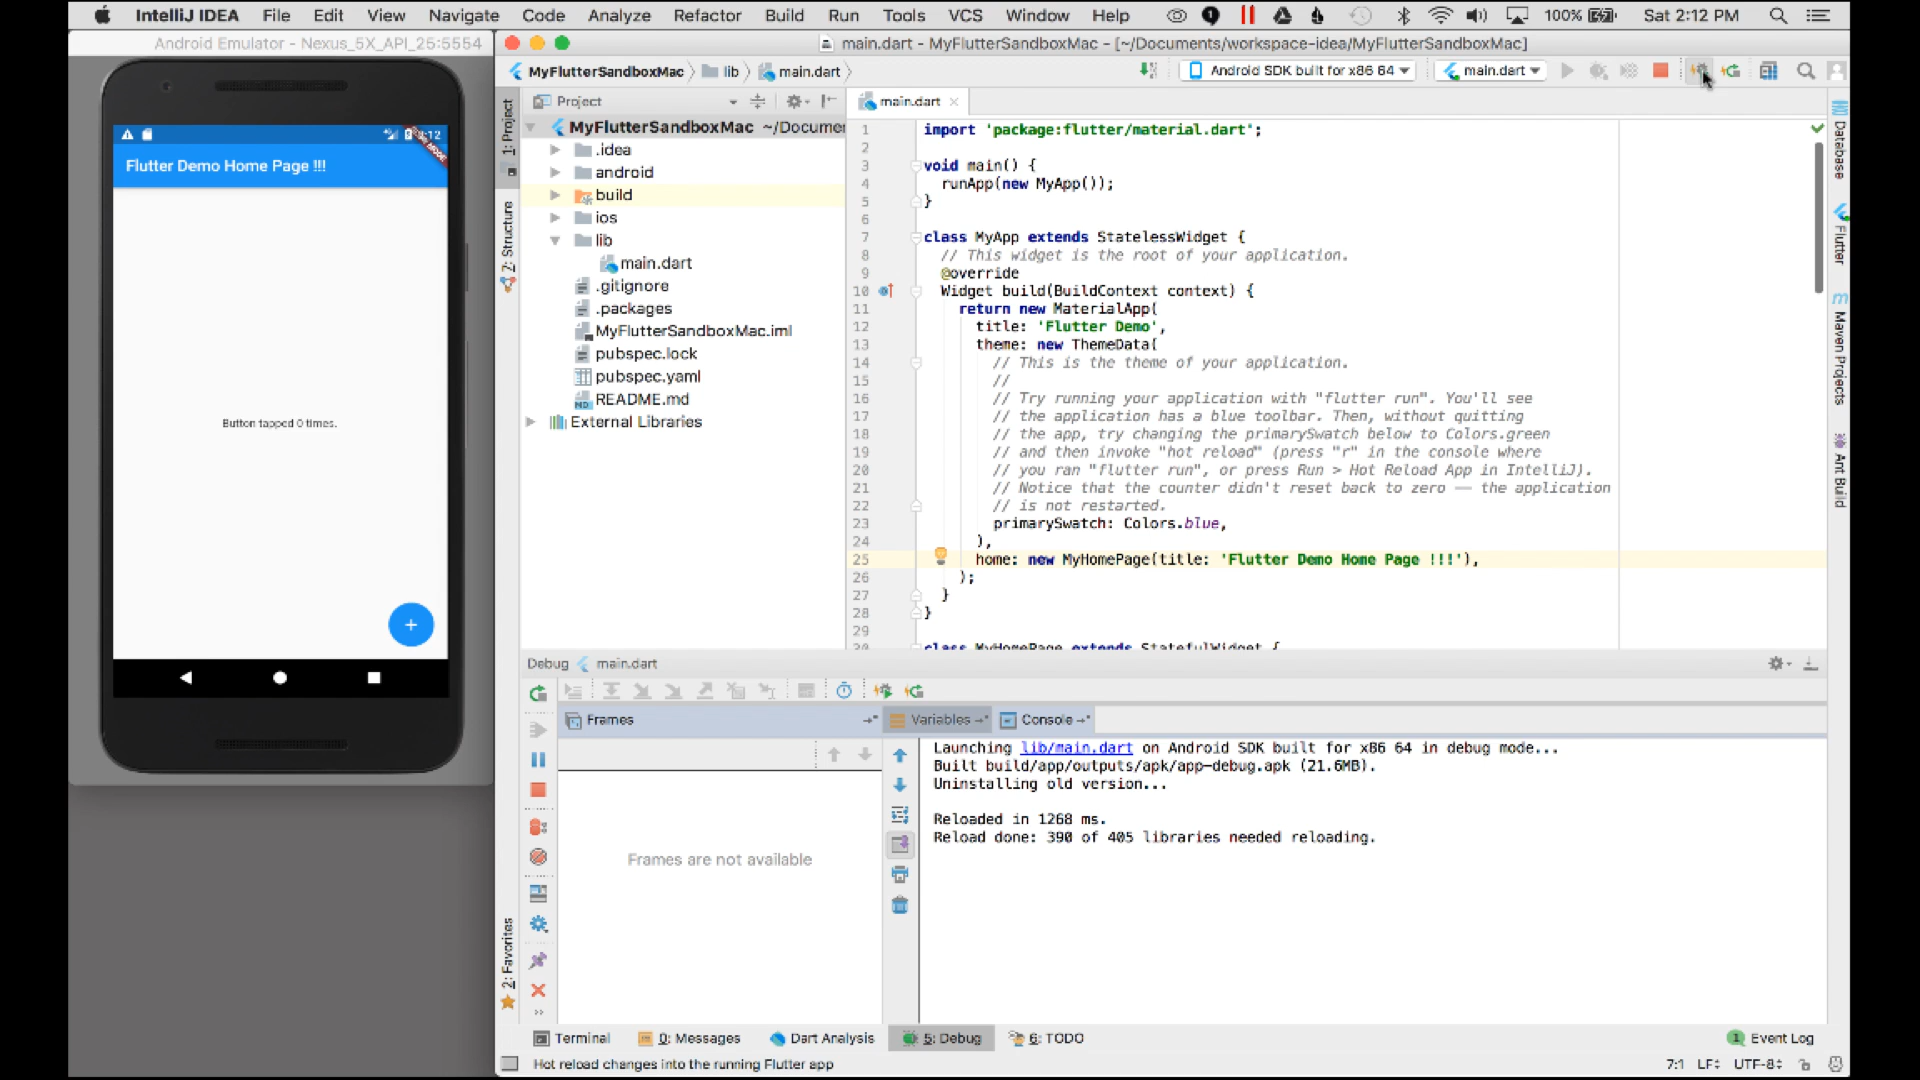 IntelliJ IDEA File Edit View Navigate Code Analyze Refactor Build Run Tools VCS Window Help 100% Sat 2:12 PM
Android Emulator - Nexus_5X_API_25:5554
main.dart - MyFlutterSandboxMac - [~/Documents/workspace-idea/MyFlutterSandboxMac]
MyFlutterSandboxMac lib main.dart Android SDK built for x86 64 main.dart
Flutter Demo Home Page !!!
Button tapped 0 times.
+
1: Project
7: Structure
2: Favorites
Project
MyFlutterSandboxMac ~/Documer
.idea
android
build
ios
lib
main.dart
.gitignore
.packages
MyFlutterSandboxMac.iml
pubspec.lock
pubspec.yaml
README.md
External Libraries
main.dart
1 import 'package:flutter/material.dart';
2
3 void main() {
4 runApp(new MyApp());
5 }
6
7 class MyApp extends StatelessWidget {
8 // This widget is the root of your application.
9 @override
10 Widget build(BuildContext context) {
11 return new MaterialApp(
12 title: 'Flutter Demo',
13 theme: new ThemeData(
14 // This is the theme of your application.
15 //
16 // Try running your application with "flutter run". You'll see
17 // the application has a blue toolbar. Then, without quitting
18 // the app, try changing the primarySwatch below to Colors.green
19 // and then invoke "hot reload" (press "r" in the console where
20 // you ran "flutter run", or press Run > Hot Reload App in IntelliJ).
21 // Notice that the counter didn't reset back to zero -- the application
22 // is not restarted.
23 primarySwatch: Colors.blue,
24 ),
25 home: new MyHomePage(title: 'Flutter Demo Home Page !!!'),
26 );
27 }
28 }
29
30 class MyHomePage extends StatefulWidget {
Database
Flutter
Maven Projects
Ant Build
Debug main.dart
Frames
Variables
Console
Frames are not available
Launching lib/main.dart on Android SDK built for x86 64 in debug mode...
Built build/app/outputs/apk/app-debug.apk (21.6MB).
Uninstalling old version...
Reloaded in 1268 ms.
Reload done: 390 of 405 libraries needed reloading.
Terminal 0: Messages Dart Analysis 5: Debug 6: TODO 1 Event Log
Hot reload changes into the running Flutter app 7:1 LF UTF-8